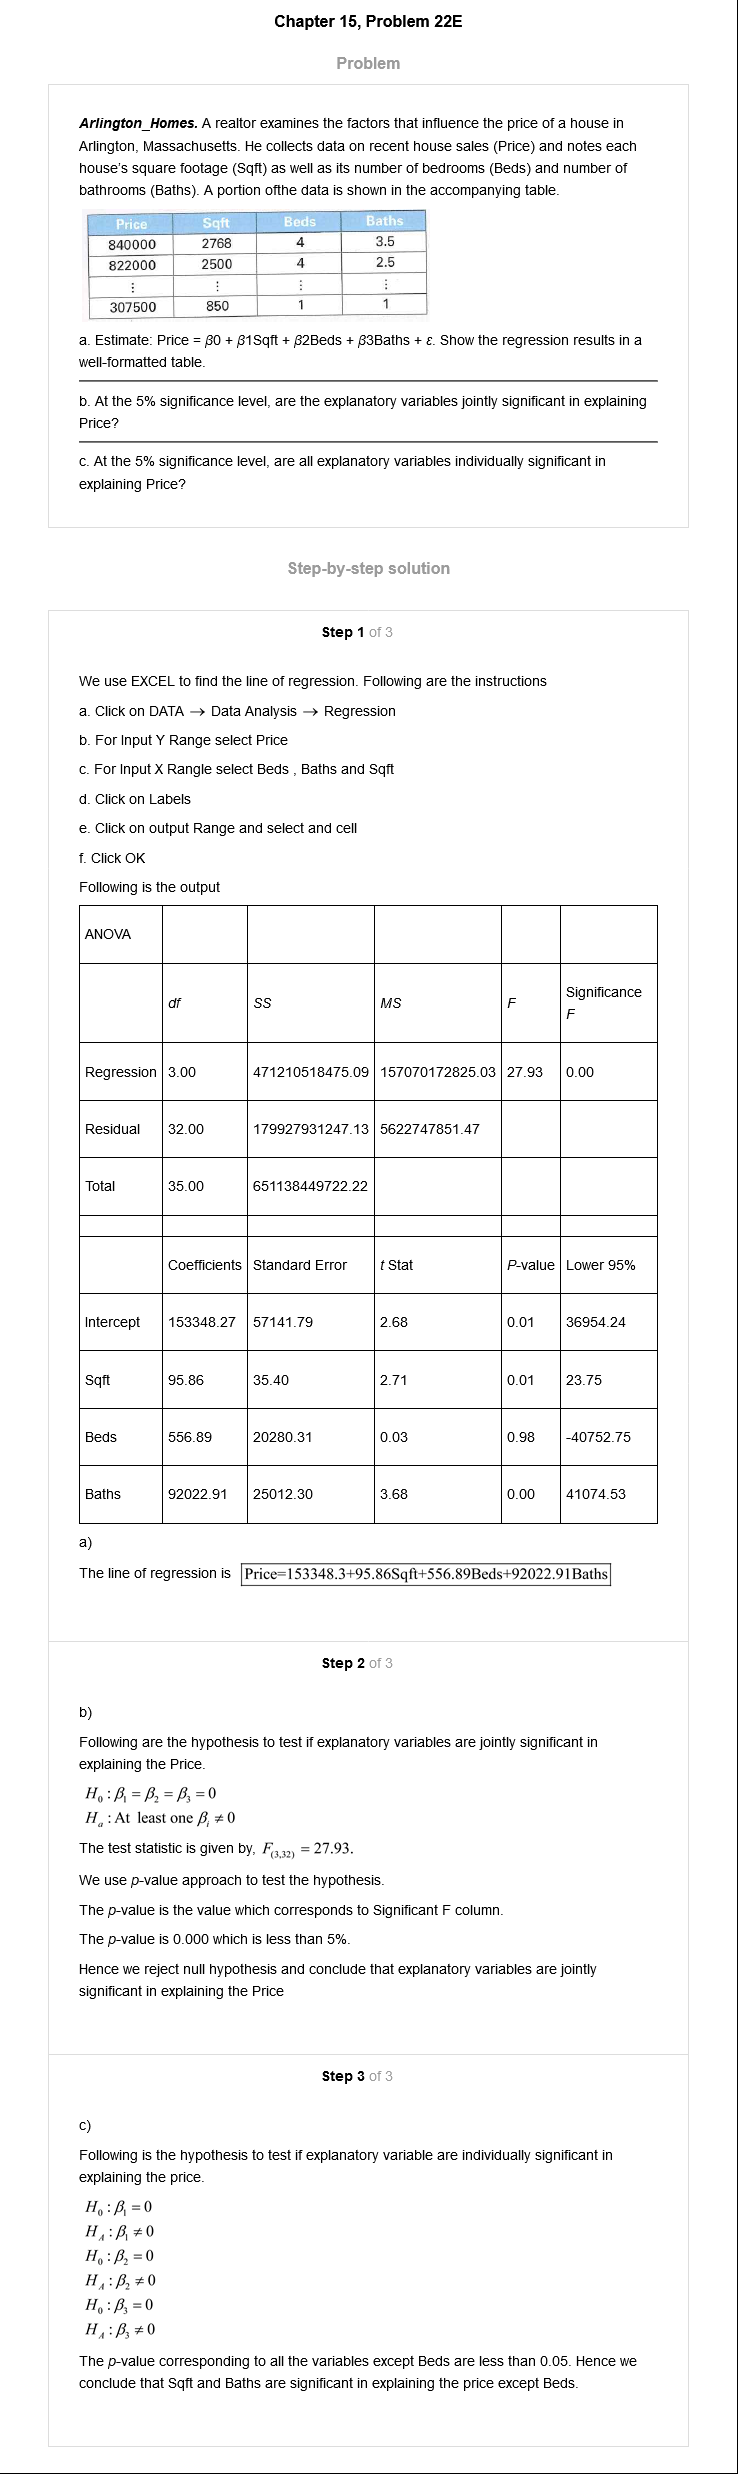 Chapter 15, Problem 22E
Problem
Arlington_Homes. A realtor examines the factors that influence the price of a house in
Arlington, Massachusetts. He collects data on recent house sales (Price) and notes each
house's square footage (Sqft) as well as its number of bedrooms (Beds) and number of
bathrooms (Baths). A portion ofthe data is shown in the accompanying table.
Price Sqft Beds Baths
840000 2768 4 3.5
822000 2500 4 2.5
⋮ ⋮ ⋮ ⋮
307500 850 1 1
a. Estimate: Price = β0 + β1Sqft + β2Beds + β3Baths + ε. Show the regression results in a
well-formatted table.
b. At the 5% significance level, are the explanatory variables jointly significant in explaining
Price?
c. At the 5% significance level, are all explanatory variables individually significant in
explaining Price?
Step-by-step solution
Step 1 of 3
We use EXCEL to find the line of regression. Following are the instructions
a. Click on DATA → Data Analysis → Regression
b. For Input Y Range select Price
c. For Input X Rangle select Beds , Baths and Sqft
d. Click on Labels
e. Click on output Range and select and cell
f. Click OK
Following is the output
ANOVA
df SS MS F Significance
F
Regression 3.00 471210518475.09 157070172825.03 27.93 0.00
Residual 32.00 179927931247.13 5622747851.47
Total 35.00 651138449722.22
Coefficients Standard Error t Stat P-value Lower 95%
Intercept 153348.27 57141.79 2.68 0.01 36954.24
Sqft 95.86 35.40 2.71 0.01 23.75
Beds 556.89 20280.31 0.03 0.98 -40752.75
Baths 92022.91 25012.30 3.68 0.00 41074.53
a)
The line of regression is Price=153348.3+95.86Sqft+556.89Beds+92022.91Baths
Step 2 of 3
b)
Following are the hypothesis to test if explanatory variables are jointly significant in
explaining the Price.
H₀ : β₁ = β₂ = β₃ = 0
Hₐ : At least one βᵢ ≠ 0
The test statistic is given by, F₍₃,₃₂₎ = 27.93.
We use p-value approach to test the hypothesis.
The p-value is the value which corresponds to Significant F column.
The p-value is 0.000 which is less than 5%.
Hence we reject null hypothesis and conclude that explanatory variables are jointly
significant in explaining the Price
Step 3 of 3
c)
Following is the hypothesis to test if explanatory variable are individually significant in
explaining the price.
H₀ : β₁ = 0
H_A : β₁ ≠ 0
H₀ : β₂ = 0
H_A : β₂ ≠ 0
H₀ : β₃ = 0
H_A : β₃ ≠ 0
The p-value corresponding to all the variables except Beds are less than 0.05. Hence we
conclude that Sqft and Baths are significant in explaining the price except Beds.